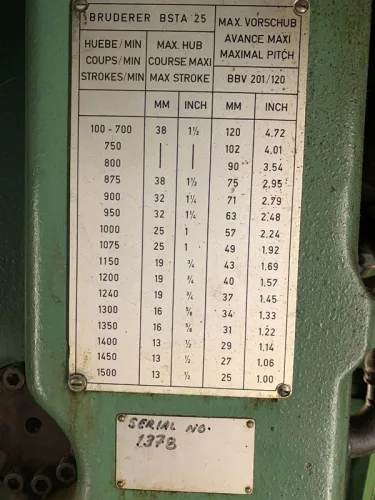 BRUDERER BSTA 25
MAX. VORSCHUB
AVANCE MAXI
MAXIMAL PITCH
HUEBE/MIN
COUPS/MIN
STROKES/MIN
MAX. HUB
COURSE MAXI
MAX STROKE
BBV 201/120
MM INCH MM INCH
100 - 700 38 1½ 120 4.72
750 | | 102 4.01
800 | | 90 3.54
875 38 1½ 75 2.95
900 32 1¼ 71 2.79
950 32 1¼ 63 2.48
1000 25 1 57 2.24
1075 25 1 49 1.92
1150 19 ¾ 43 1.69
1200 19 ¾ 40 1.57
1240 19 ¾ 37 1.45
1300 16 ⅝ 34 1.33
1350 16 ⅝ 31 1.22
1400 13 ½ 29 1.14
1450 13 ½ 27 1.06
1500 13 ½ 25 1.00
SERIAL NO.
1378